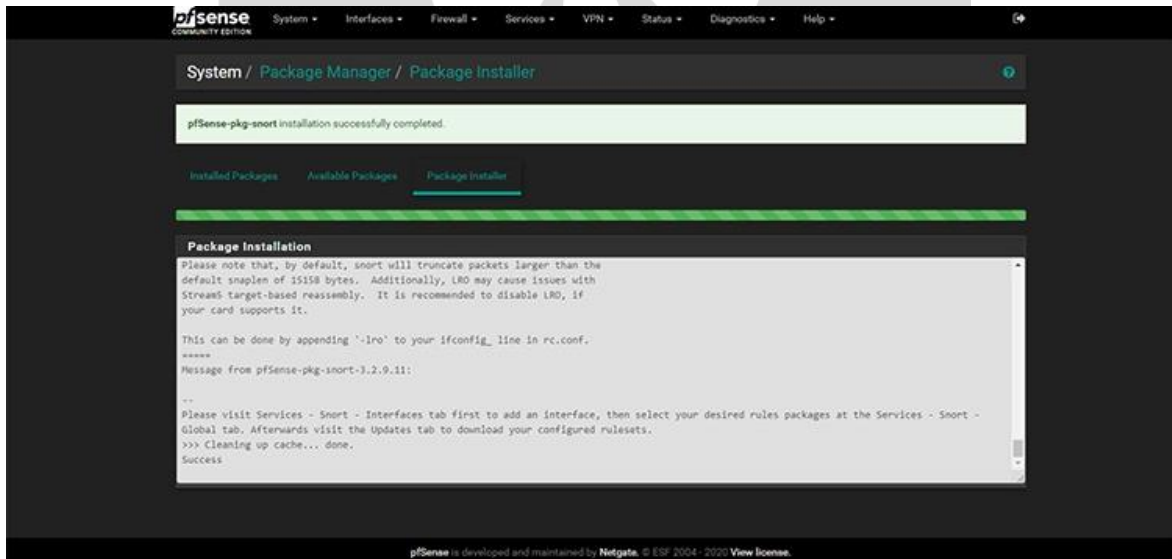 pfsense
COMMUNITY EDITION
System Interfaces Firewall Services VPN Status Diagnostics Help
System / Package Manager / Package Installer
pfSense-pkg-snort installation successfully completed.
Installed Packages Available Packages Package Installer
Package Installation
Please note that, by default, snort will truncate packets larger than the
default snaplen of 15158 bytes. Additionally, LRO may cause issues with
Stream5 target-based reassembly. It is recommended to disable LRO, if
your card supports it.
This can be done by appending '-lro' to your ifconfig_ line in rc.conf.
=====
Message from pfSense-pkg-snort-3.2.9.11:
--
Please visit Services - Snort - Interfaces tab first to add an interface, then select your desired rules packages at the Services - Snort -
Global tab. Afterwards visit the Updates tab to download your configured rulesets.
>>> Cleaning up cache... done.
Success
pfSense is developed and maintained by Netgate. © ESF 2004 - 2020 View license.